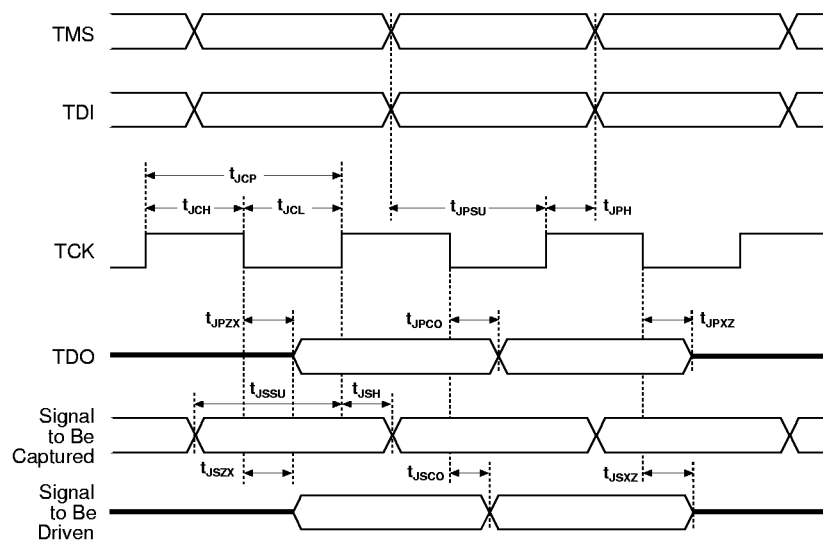 TMS
TDI
tJCP
tJCH
tJCL
tJPSU
tJPH
TCK
tJPZX
tJPCO
tJPXZ
TDO
tJSSU
tJSH
Signal
to Be
Captured
tJSZX
tJSCO
tJSXZ
Signal
to Be
Driven